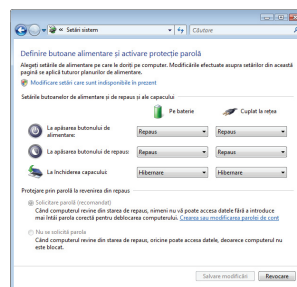 « Setări sistem
Căutare
Definire butoane alimentare și activare protecție parolă
Alegeți setările de alimentare pe care le doriți pe computer. Modificările efectuate asupra setărilor din această
pagină se aplică tuturor planurilor de alimentare.
Modificare setări care sunt indisponibile în prezent
Setările butoanelor de alimentare și de repaus și ale capacului
Pe baterie
Cuplat la rețea
La apăsarea butonului de
alimentare:
Repaus
Repaus
La apăsarea butonului de repaus:
Repaus
Repaus
La închiderea capacului:
Hibernare
Hibernare
Protejare prin parolă la revenirea din repaus
Solicitare parolă (recomandat)
Când computerul revine din starea de repaus, nimeni nu vă poate accesa datele fără a introduce
mai întâi parola corectă pentru deblocarea computerului. Crearea sau modificarea parolei de cont
Nu se solicită parola
Când computerul revine din starea de repaus, oricine poate accesa datele, deoarece computerul nu
este blocat.
Salvare modificări
Revocare